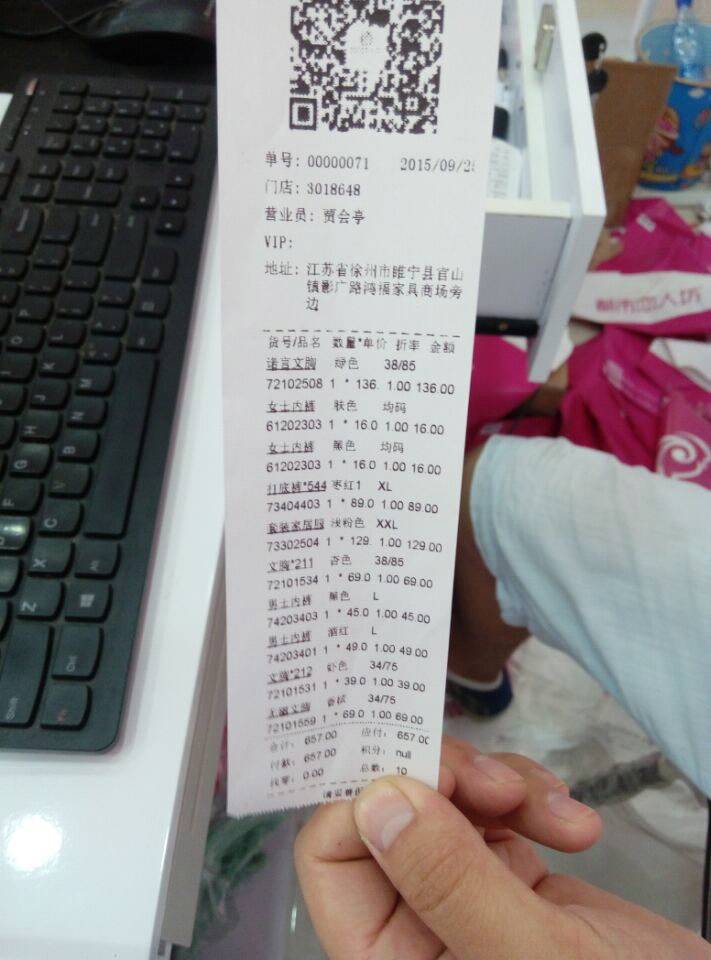 单号: 00000071 2015/09/2
门店: 3018648
营业员: 贾会亭
VIP:
地址: 江苏省徐州市睢宁县官山
镇影广路鸿福家具商场旁
边
货号/品名 数量*单价 折率 金额
诺言文胸 绿色 38/85
72102508 1 * 136. 1.00 136.00
女士内裤 肤色 均码
61202303 1 * 16.0 1.00 16.00
女士内裤 黑色 均码
61202303 1 * 16.0 1.00 16.00
打底裤*544 枣红1 XL
73404403 1 * 89.0 1.00 89.00
套装家居服 浅粉色 XXL
73302504 1 * 129. 1.00 129.00
文胸*211 杏色 38/85
72101534 1 * 69.0 1.00 69.00
男士内裤 黑色 L
74203403 1 * 45.0 1.00 45.00
男士内裤 酒红 L
74203401 1 * 49.0 1.00 49.00
文胸*212 虾色 34/75
72101531 1 * 39.0 1.00 39.00
文胸 34/75
72101559 1 * 69.0 1.00 69.00
合计: 657.00 应付: 657.00
付款: 657.00 积分: null
找零: 0.00 总数: 10